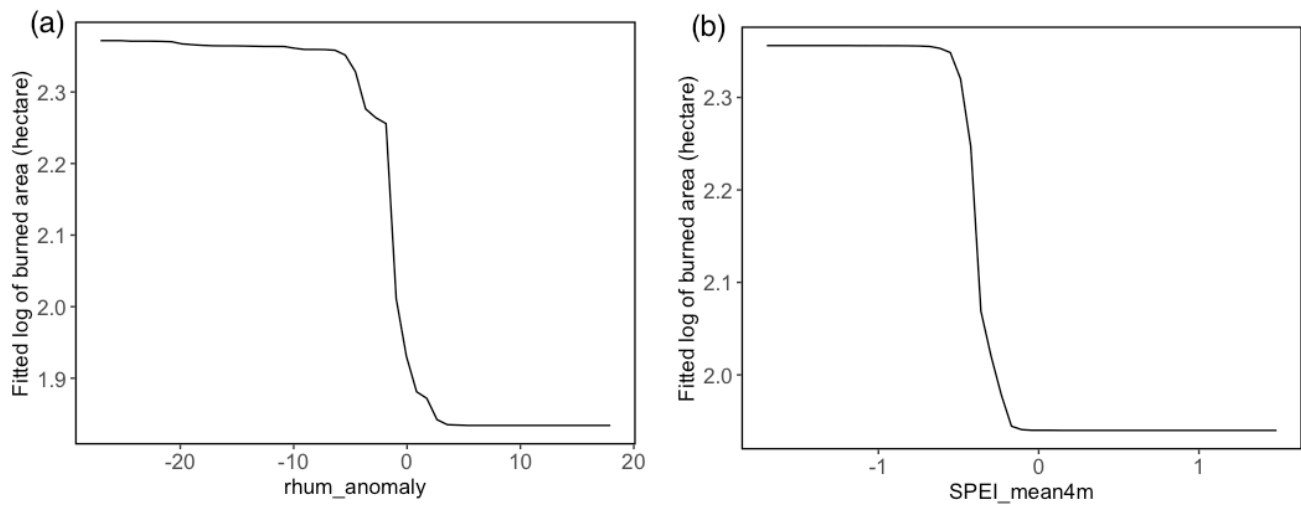 (a)
Fitted log of burned area (hectare)
2.3
2.2
2.1
2.0
1.9
-20 -10 0 10 20
rhum_anomaly
(b)
Fitted log of burned area (hectare)
2.3
2.2
2.1
2.0
-1 0 1
SPEI_mean4m